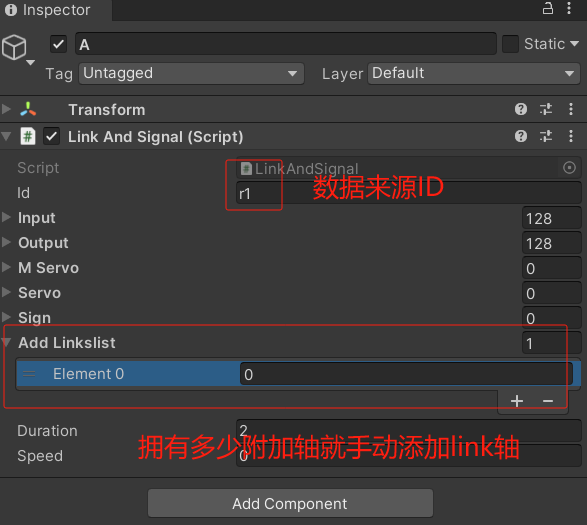 Inspector
A
Static
Tag Untagged Layer Default
Transform
# Link And Signal (Script)
Script # LinkAndSignal
Id r1 数据来源ID
Input 128
Output 128
M Servo 0
Servo 0
Sign 0
Add Linkslist 1
Element 0 0
+ −
Duration 2
拥有多少附加轴就手动添加link轴
Speed 0
Add Component